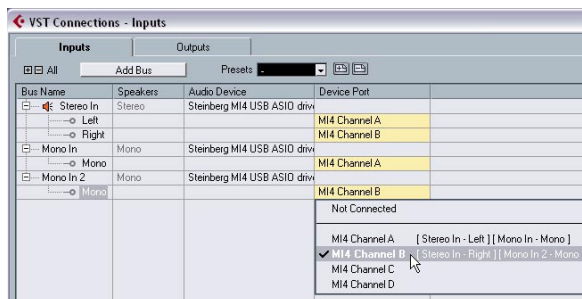 VST Connections - Inputs
Inputs Outputs
All Add Bus Presets -
Bus Name Speakers Audio Device Device Port
Stereo In Stereo Steinberg MI4 USB ASIO driv
Left MI4 Channel A
Right MI4 Channel B
Mono In Mono Steinberg MI4 USB ASIO driv
Mono MI4 Channel A
Mono In 2 Mono Steinberg MI4 USB ASIO driv
Mono MI4 Channel B
Not Connected
MI4 Channel A [ Stereo In - Left ] [ Mono In - Mono ]
MI4 Channel B [ Stereo In - Right ] [ Mono In 2 - Mono
MI4 Channel C
MI4 Channel D